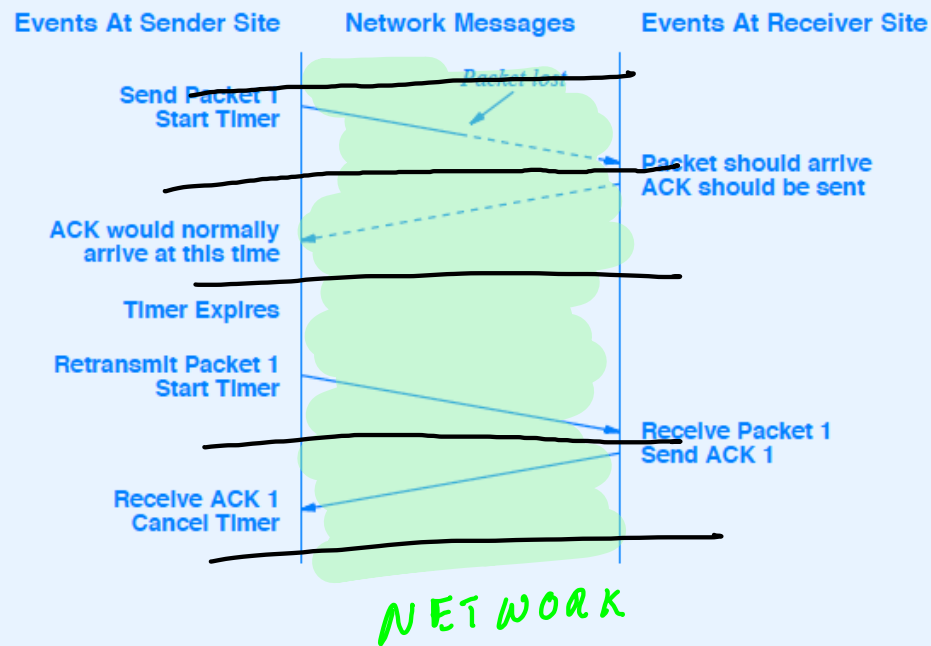 Events At Sender Site
Network Messages
Events At Receiver Site
Packet lost
Send Packet 1
Start Timer
Packet should arrive
ACK should be sent
ACK would normally
arrive at this time
Timer Expires
Retransmit Packet 1
Start Timer
Receive Packet 1
Send ACK 1
Receive ACK 1
Cancel Timer
NETWORK